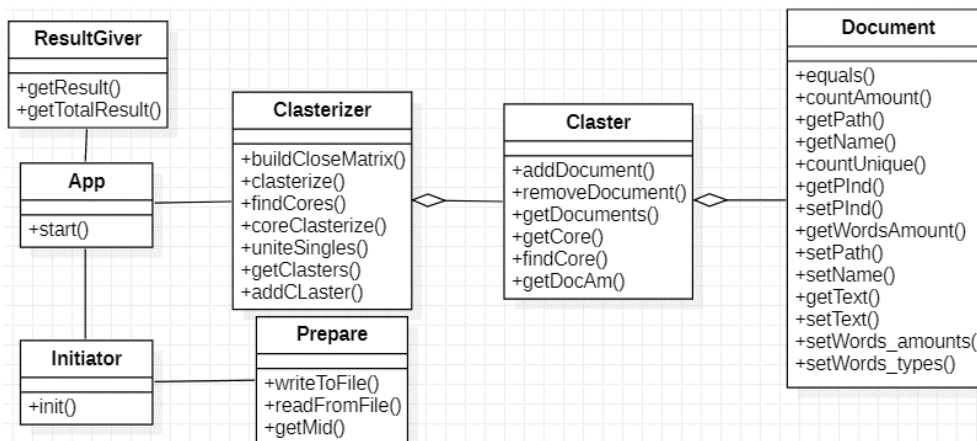 ResultGiver
+getResult()
+getTotalResult()
App
+start()
Initiator
+init()
Clasterizer
+buildCloseMatrix()
+clasterize()
+findCores()
+coreClasterize()
+uniteSingles()
+getClasters()
+addCLaster()
Prepare
+writeToFile()
+readFromFile()
+getMid()
Claster
+addDocument()
+removeDocument()
+getDocuments()
+getCore()
+findCore()
+getDocAm()
Document
+equals()
+countAmount()
+getPath()
+getName()
+countUnique()
+getPInd()
+setPInd()
+getWordsAmount()
+setPath()
+setName()
+getText()
+setText()
+setWords_amounts(
+setWords_types()